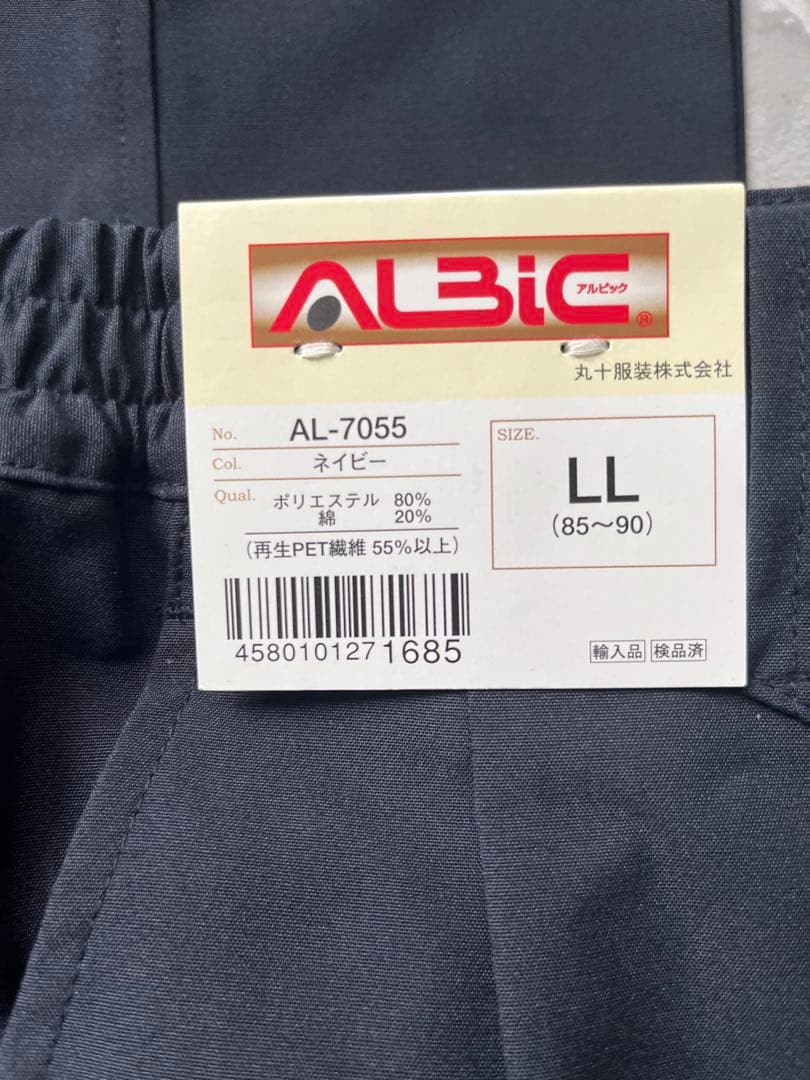 ALBiC
アルビック
®
丸十服装株式会社
No. AL-7055
Col. ネイビー
Qual. ポリエステル 80%
綿 20%
(再生PET繊維 55%以上)
SIZE.
LL
(85〜90)
4580101271685
輸入品 検品済